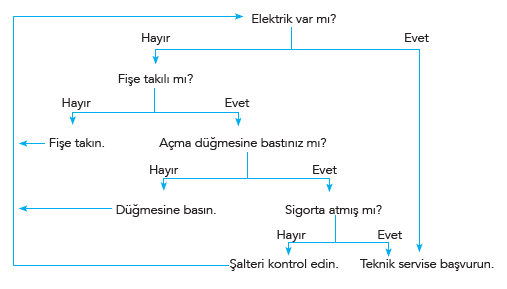 Elektrik var mı?
Hayır Evet
Fişe takılı mı?
Hayır Evet
Fişe takın. Açma düğmesine bastınız mı?
Hayır Evet
Düğmesine basın. Sigorta atmış mı?
Hayır Evet
Şalteri kontrol edin. Teknik servise başvurun.